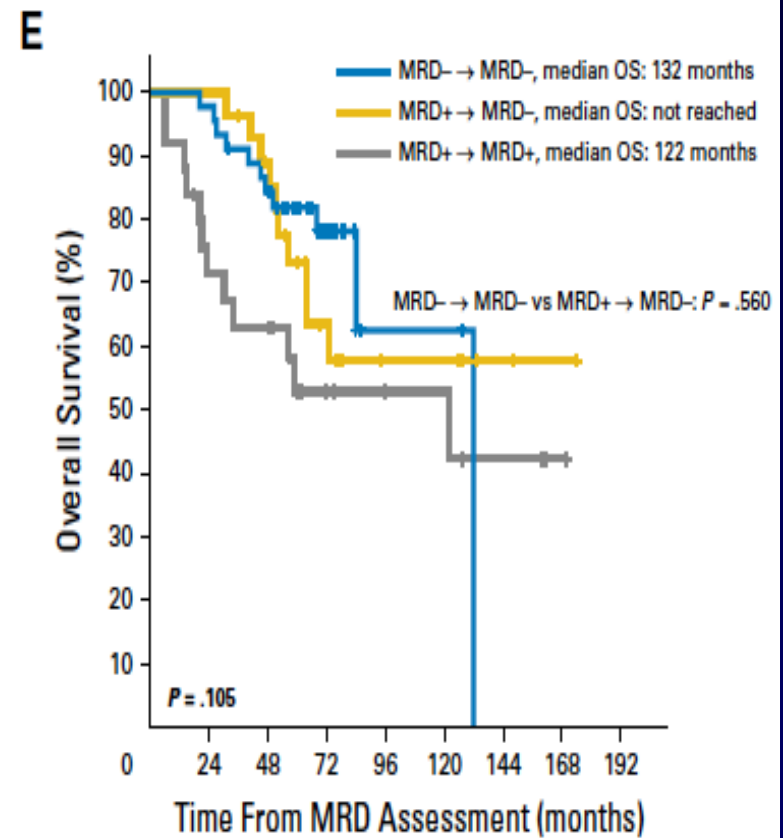 E
MRD– → MRD–, median OS: 132 months
MRD+ → MRD–, median OS: not reached
MRD+ → MRD+, median OS: 122 months
100
90
80
70
60
50
40
30
20
10
Overall Survival (%)
MRD– → MRD– vs MRD+ → MRD–: P = .560
P = .105
0 24 48 72 96 120 144 168 192
Time From MRD Assessment (months)